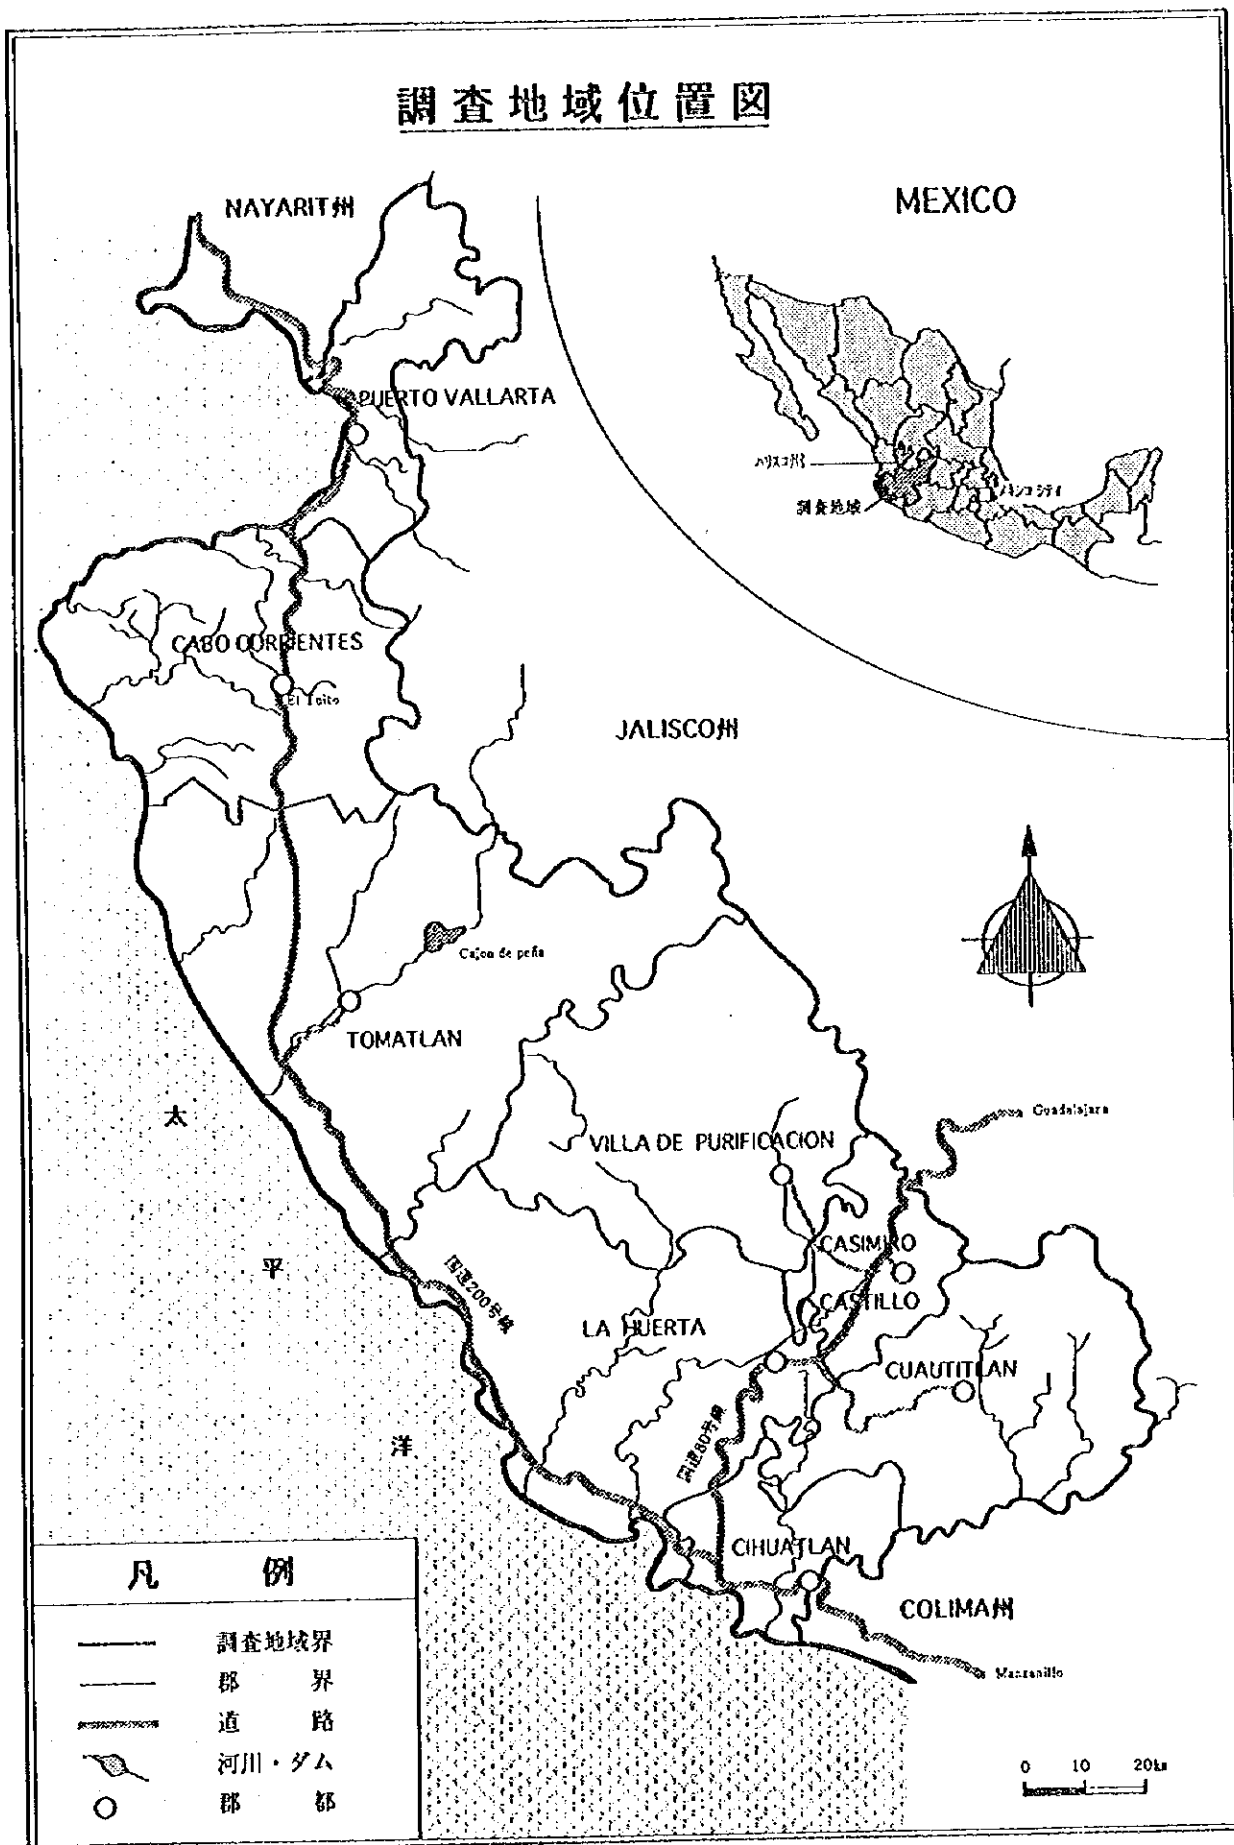 調査地域位置図
NAYARIT州
MEXICO
PUERTO VALLARTA
ハリスコ州
調査地域
メキシコシティ
CABO CORRIENTES
El Tuito
JALISCO州
Cajon de peña
TOMATLAN
Guadalajara
太
平
洋
VILLA DE PURIFICACION
国道200号線
CASIMIRO
CASTILLO
LA HUERTA
CUAUTITLAN
国道80号線
CIHUATLAN
COLIMA州
Manzanillo
凡 例
調査地域界
郡 界
道 路
河川・ダム
郡 都
0 10 20km